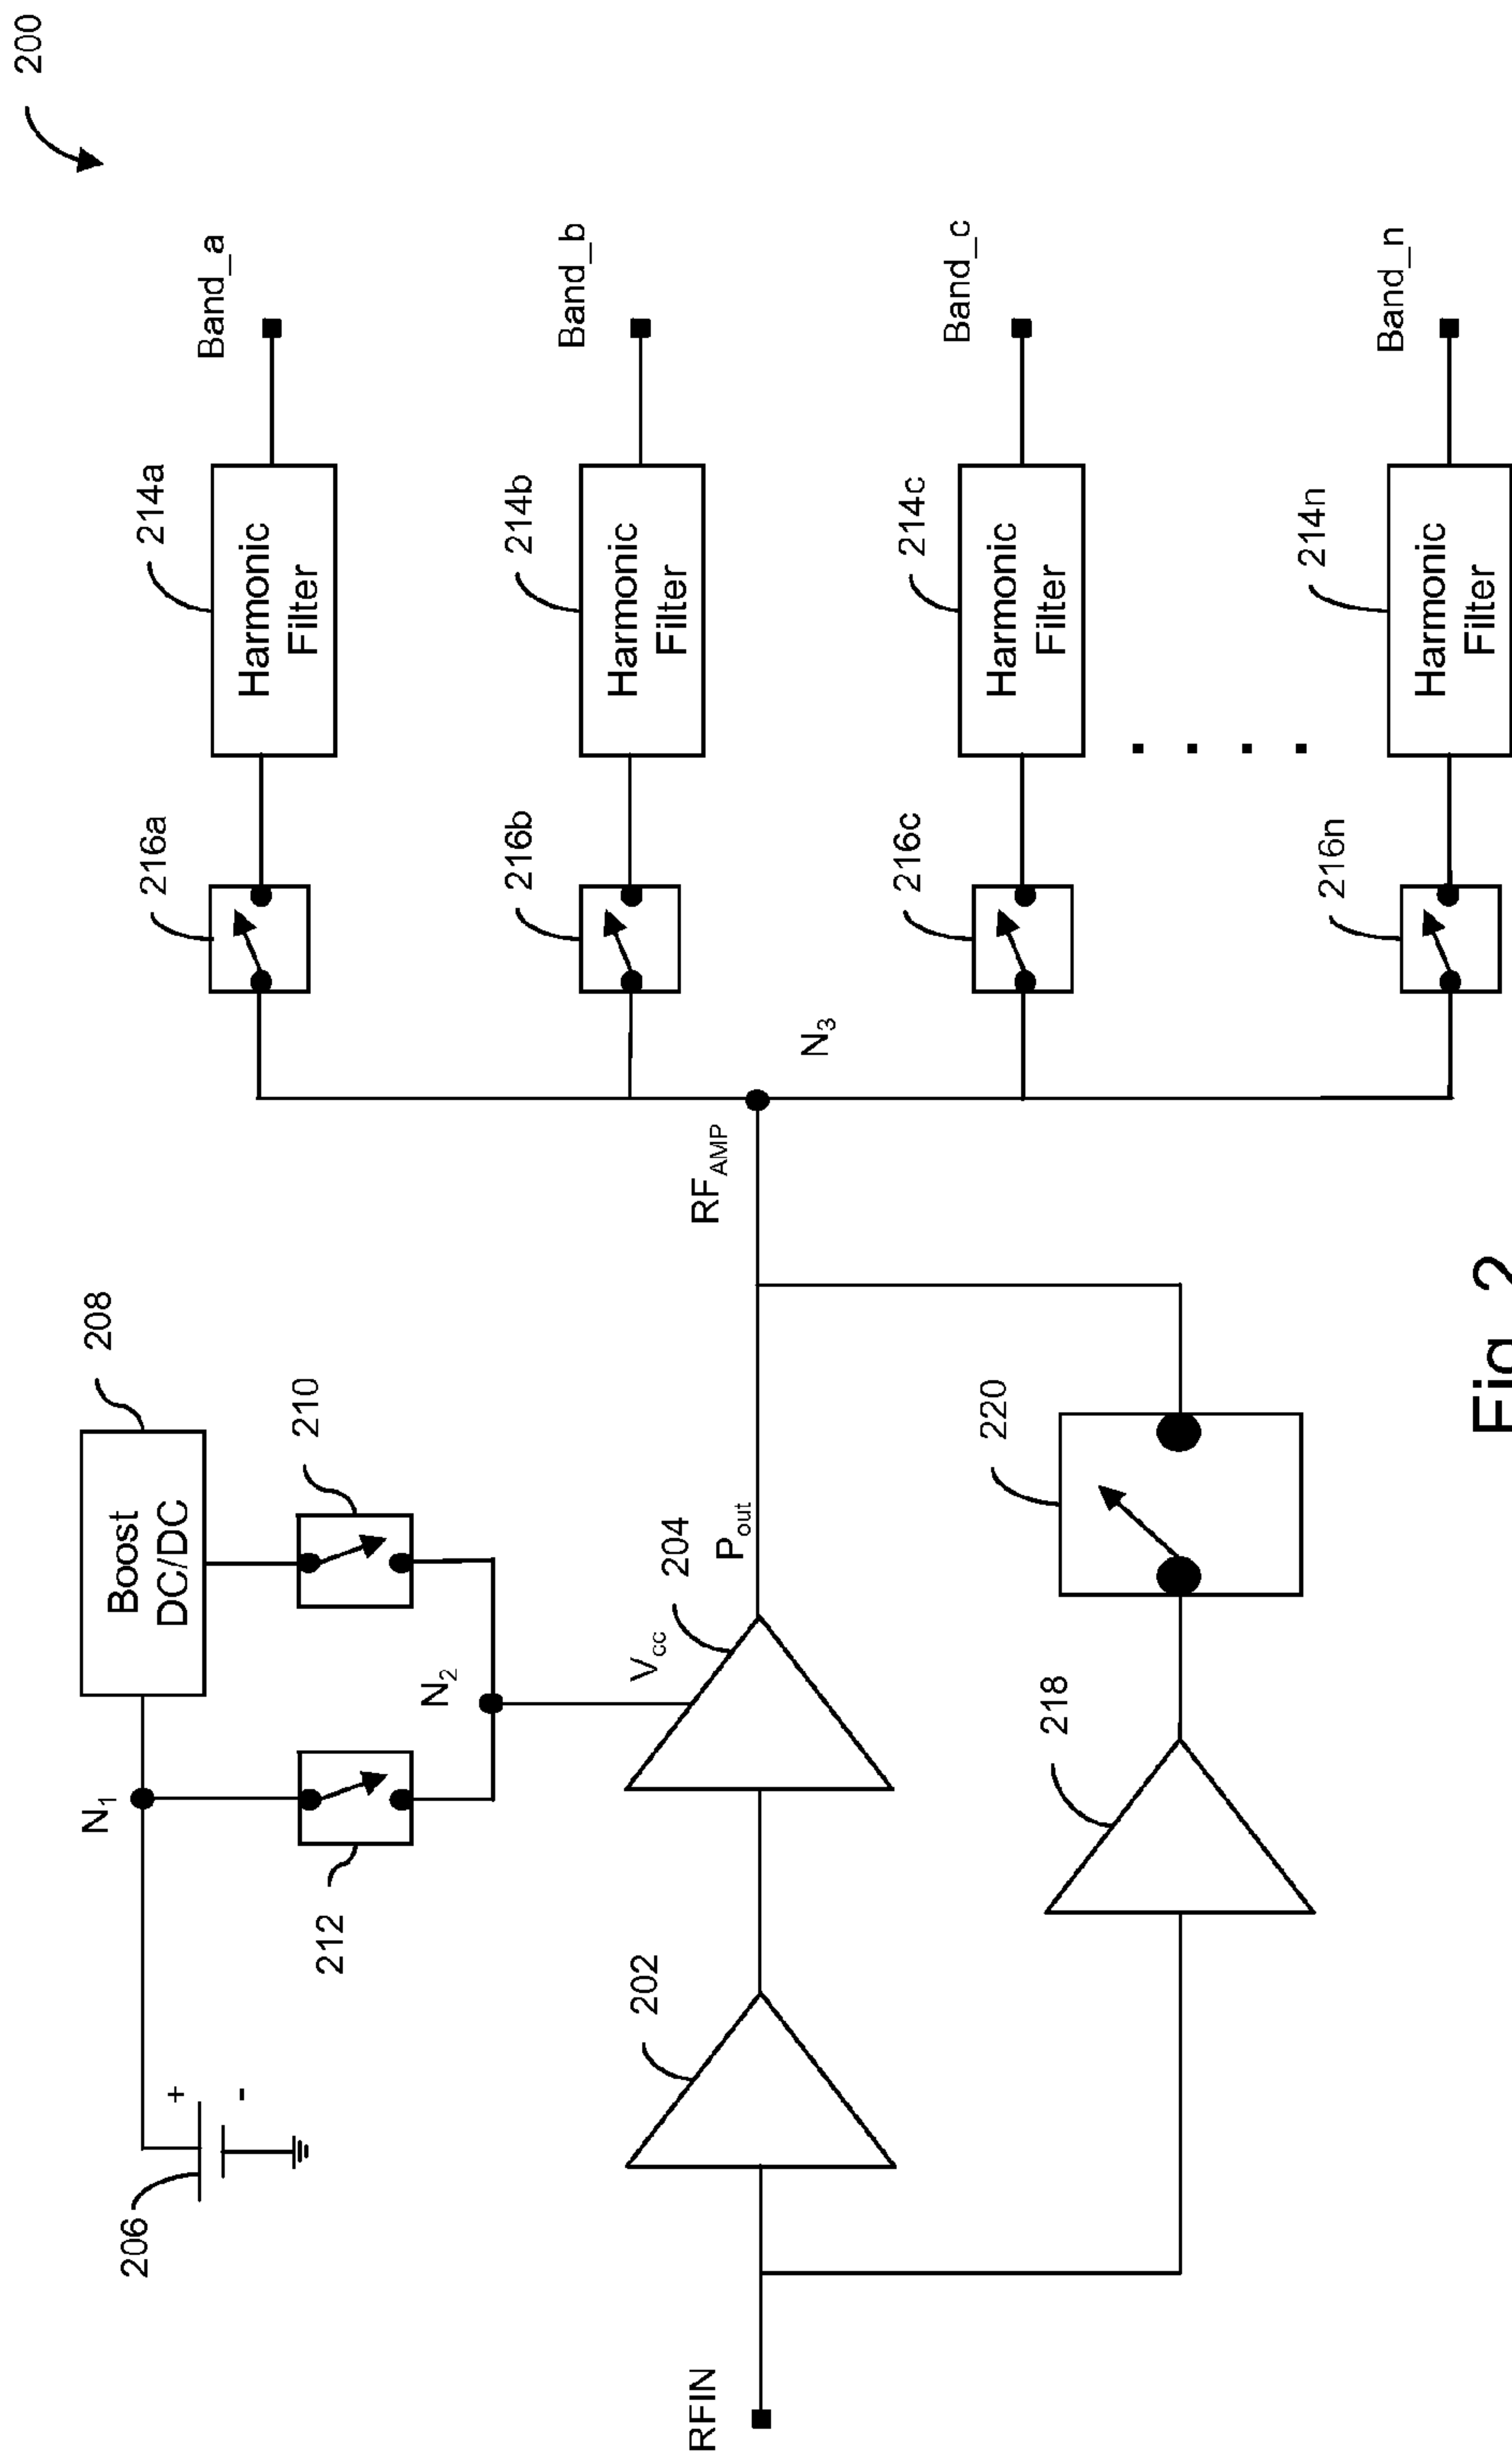 200
208
Boost
DC/DC
210
N1
212
N2
206
+
-
Vcc
204
Pout
202
RFIN
218
220
RFAMP
N3
216a
214a
Harmonic
Filter
Band_a
216b
214b
Harmonic
Filter
Band_b
216c
214c
Harmonic
Filter
Band_c
216n
214n
Harmonic
Filter
Band_n
Fig. 2